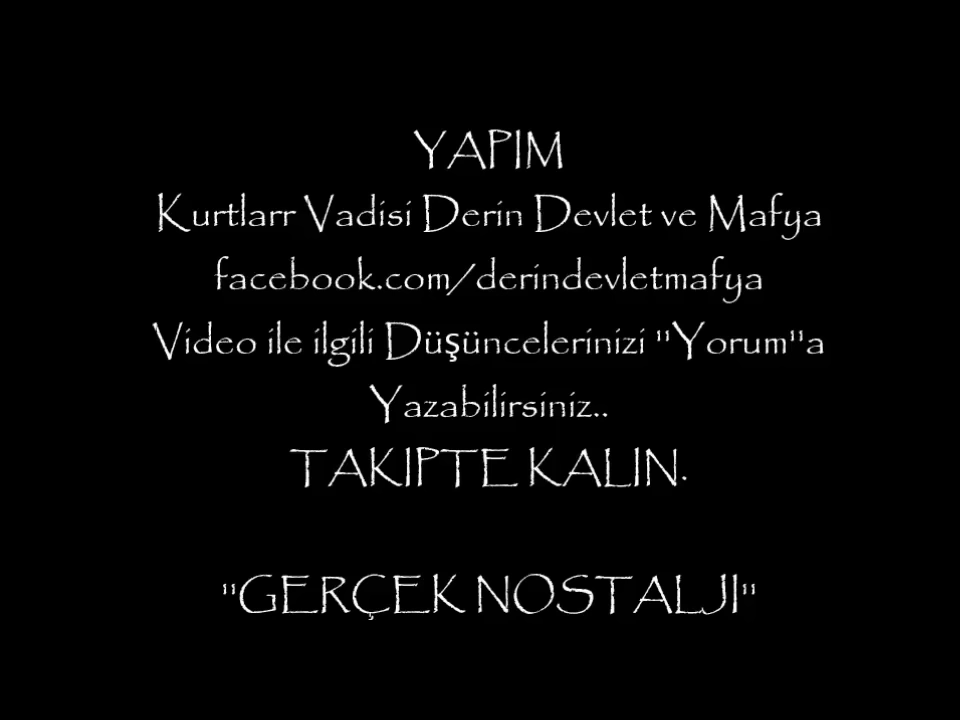 YAPIM
Kurtlarr Vadisi Derin Devlet ve Mafya
facebook.com/derindevletmafya
Video ile ilgili Düşüncelerinizi "Yorum"a
Yazabilirsiniz..
TAKIPTE KALIN.
"GERÇEK NOSTALJI"